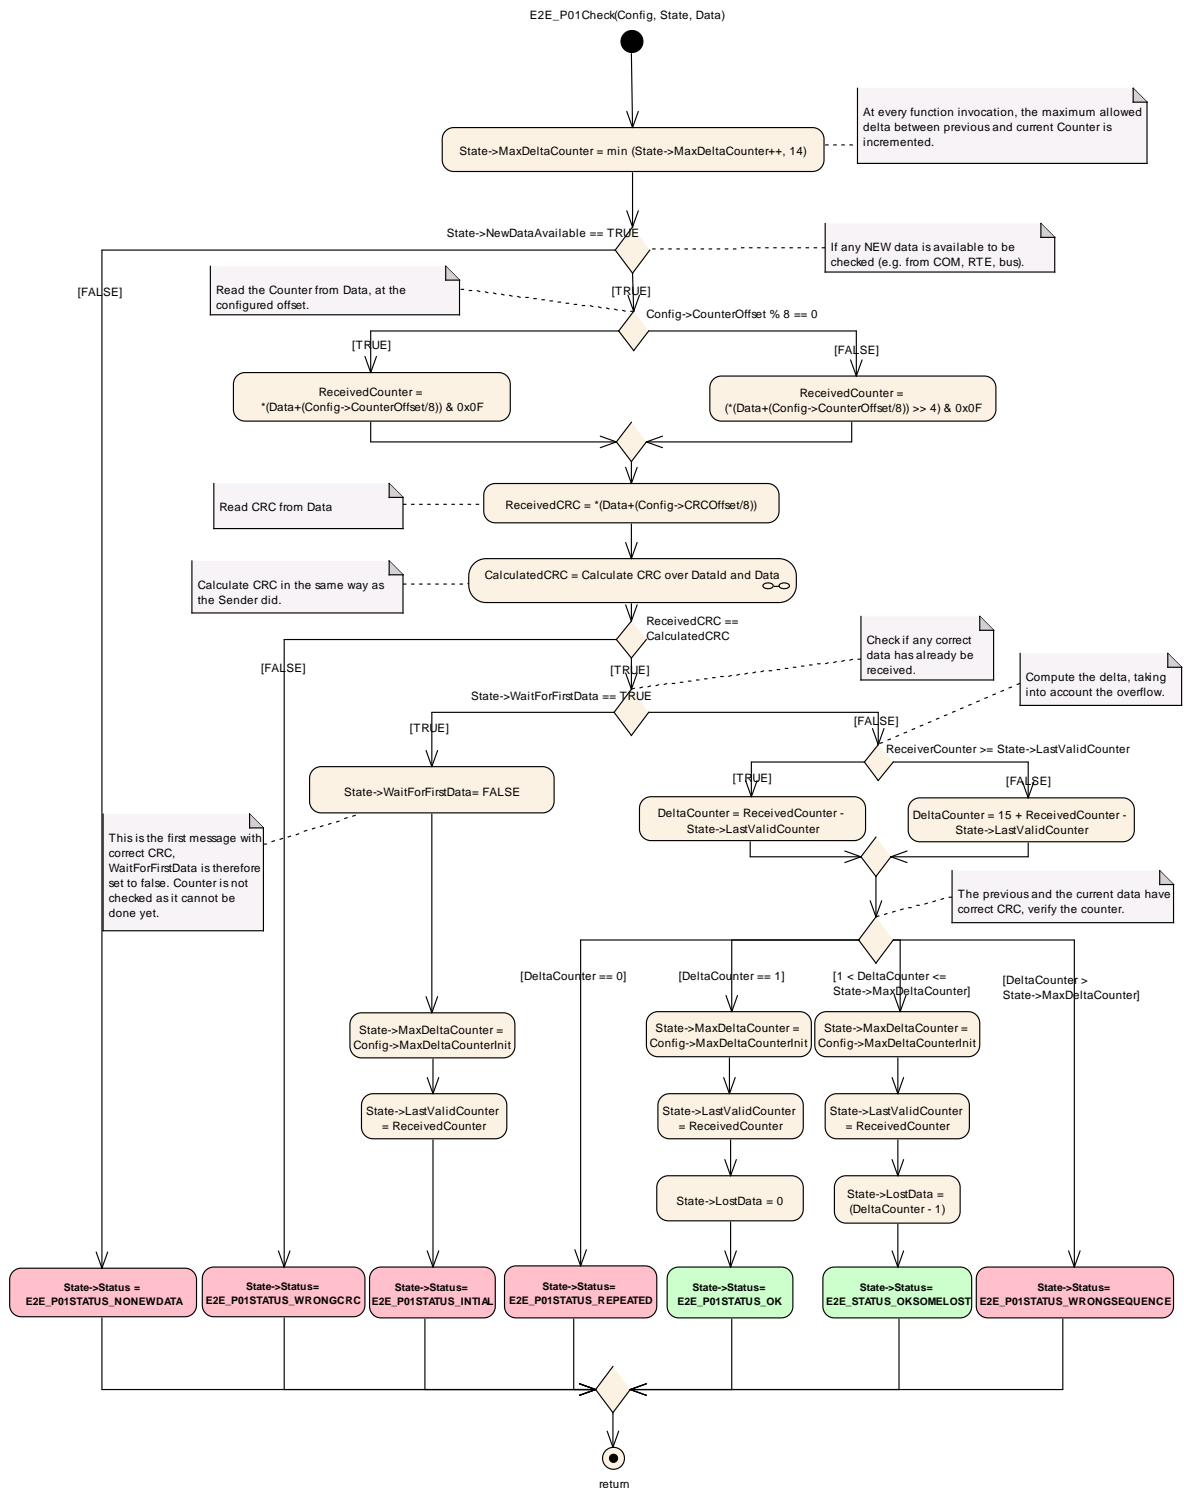 E2E_P01Check(Config, State, Data)
At every function invocation, the maximum allowed
delta between previous and current Counter is
incremented.
State->MaxDeltaCounter = min (State->MaxDeltaCounter++, 14)
State->NewDataAvailable == TRUE
If any NEW data is available to be
checked (e.g. from COM, RTE, bus).
[FALSE]
Read the Counter from Data, at the
configured offset.
[TRUE]
Config->CounterOffset % 8 == 0
[TRUE]
[FALSE]
ReceivedCounter =
*(Data+(Config->CounterOffset/8)) & 0x0F
ReceivedCounter =
(*(Data+(Config->CounterOffset/8)) >> 4) & 0x0F
Read CRC from Data
ReceivedCRC = *(Data+(Config->CRCOffset/8))
Calculate CRC in the same way as
the Sender did.
CalculatedCRC = Calculate CRC over DataId and Data
ReceivedCRC ==
CalculatedCRC
[FALSE]
[TRUE]
Check if any correct
data has already be
received.
Compute the delta, taking
into account the overflow.
State->WaitForFirstData == TRUE
[TRUE]
[FALSE]
ReceiverCounter >= State->LastValidCounter
[TRUE]
[FALSE]
State->WaitForFirstData= FALSE
DeltaCounter = ReceivedCounter -
State->LastValidCounter
DeltaCounter = 15 + ReceivedCounter -
State->LastValidCounter
This is the first message with
correct CRC,
WaitForFirstData is therefore
set to false. Counter is not
checked as it cannot be
done yet.
The previous and the current data have
correct CRC, verify the counter.
[DeltaCounter == 0]
[DeltaCounter == 1]
[1 < DeltaCounter <=
State->MaxDeltaCounter]
[DeltaCounter >
State->MaxDeltaCounter]
State->MaxDeltaCounter =
Config->MaxDeltaCounterInit
State->MaxDeltaCounter =
Config->MaxDeltaCounterInit
State->MaxDeltaCounter =
Config->MaxDeltaCounterInit
State->LastValidCounter
= ReceivedCounter
State->LastValidCounter
= ReceivedCounter
State->LastValidCounter
= ReceivedCounter
State->LostData = 0
State->LostData =
(DeltaCounter - 1)
State->Status =
E2E_P01STATUS_NONEWDATA
State->Status=
E2E_P01STATUS_WRONGCRC
State->Status=
E2E_P01STATUS_INTIAL
State->Status=
E2E_P01STATUS_REPEATED
State->Status=
E2E_P01STATUS_OK
State->Status=
E2E_STATUS_OKSOMELOST
State->Status=
E2E_P01STATUS_WRONGSEQUENCE
return